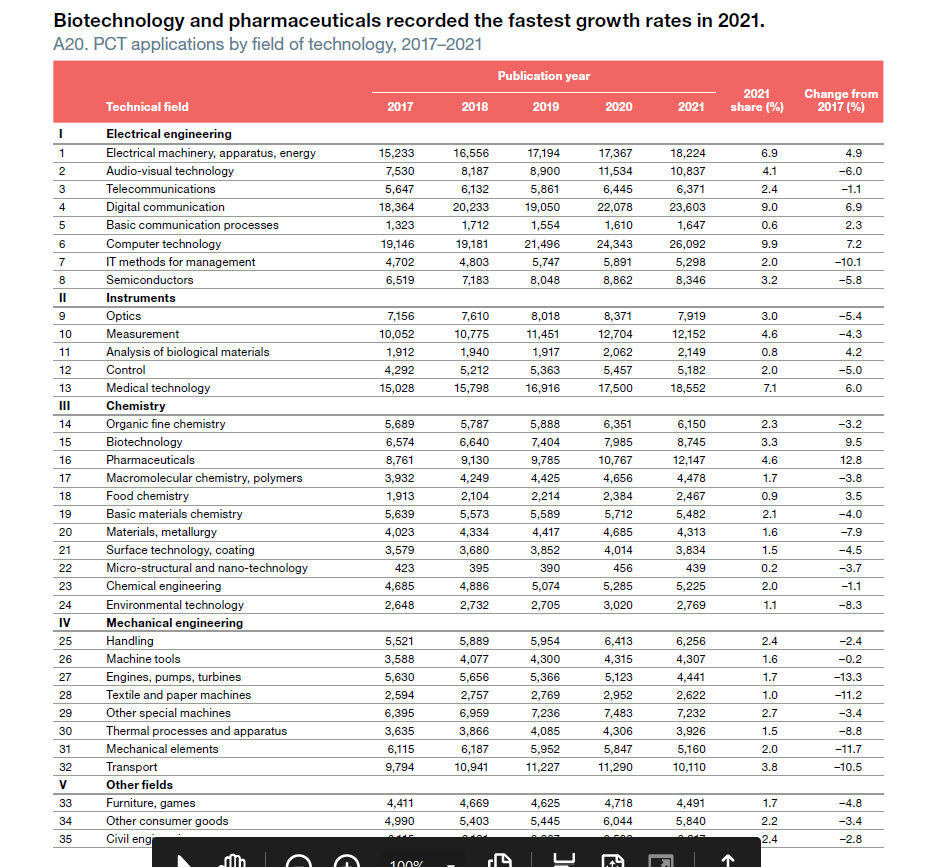 Biotechnology and pharmaceuticals recorded the fastest growth rates in 2021.
A20. PCT applications by field of technology, 2017–2021
Publication year
Technical field 2017 2018 2019 2020 2021 2021 share (%) Change from 2017 (%)
I Electrical engineering
1 Electrical machinery, apparatus, energy 15,233 16,556 17,194 17,367 18,224 6.9 4.9
2 Audio-visual technology 7,530 8,187 8,900 11,534 10,837 4.1 –6.0
3 Telecommunications 5,647 6,132 5,861 6,445 6,371 2.4 –1.1
4 Digital communication 18,364 20,233 19,050 22,078 23,603 9.0 6.9
5 Basic communication processes 1,323 1,712 1,554 1,610 1,647 0.6 2.3
6 Computer technology 19,146 19,181 21,496 24,343 26,092 9.9 7.2
7 IT methods for management 4,702 4,803 5,747 5,891 5,298 2.0 –10.1
8 Semiconductors 6,519 7,183 8,048 8,862 8,346 3.2 –5.8
II Instruments
9 Optics 7,156 7,610 8,018 8,371 7,919 3.0 –5.4
10 Measurement 10,052 10,775 11,451 12,704 12,152 4.6 –4.3
11 Analysis of biological materials 1,912 1,940 1,917 2,062 2,149 0.8 4.2
12 Control 4,292 5,212 5,363 5,457 5,182 2.0 –5.0
13 Medical technology 15,028 15,798 16,916 17,500 18,552 7.1 6.0
III Chemistry
14 Organic fine chemistry 5,689 5,787 5,888 6,351 6,150 2.3 –3.2
15 Biotechnology 6,574 6,640 7,404 7,985 8,745 3.3 9.5
16 Pharmaceuticals 8,761 9,130 9,785 10,767 12,147 4.6 12.8
17 Macromolecular chemistry, polymers 3,932 4,249 4,425 4,656 4,478 1.7 –3.8
18 Food chemistry 1,913 2,104 2,214 2,384 2,467 0.9 3.5
19 Basic materials chemistry 5,639 5,573 5,589 5,712 5,482 2.1 –4.0
20 Materials, metallurgy 4,023 4,334 4,417 4,685 4,313 1.6 –7.9
21 Surface technology, coating 3,579 3,680 3,852 4,014 3,834 1.5 –4.5
22 Micro-structural and nano-technology 423 395 390 456 439 0.2 –3.7
23 Chemical engineering 4,685 4,886 5,074 5,285 5,225 2.0 –1.1
24 Environmental technology 2,648 2,732 2,705 3,020 2,769 1.1 –8.3
IV Mechanical engineering
25 Handling 5,521 5,889 5,954 6,413 6,256 2.4 –2.4
26 Machine tools 3,588 4,077 4,300 4,315 4,307 1.6 –0.2
27 Engines, pumps, turbines 5,630 5,656 5,366 5,123 4,441 1.7 –13.3
28 Textile and paper machines 2,594 2,757 2,769 2,952 2,622 1.0 –11.2
29 Other special machines 6,395 6,959 7,236 7,483 7,232 2.7 –3.4
30 Thermal processes and apparatus 3,635 3,866 4,085 4,306 3,926 1.5 –8.8
31 Mechanical elements 6,115 6,187 5,952 5,847 5,160 2.0 –11.7
32 Transport 9,794 10,941 11,227 11,290 10,110 3.8 –10.5
V Other fields
33 Furniture, games 4,411 4,669 4,625 4,718 4,491 1.7 –4.8
34 Other consumer goods 4,990 5,403 5,445 6,044 5,840 2.2 –3.4
35 Civil 2.4 –2.8
100%